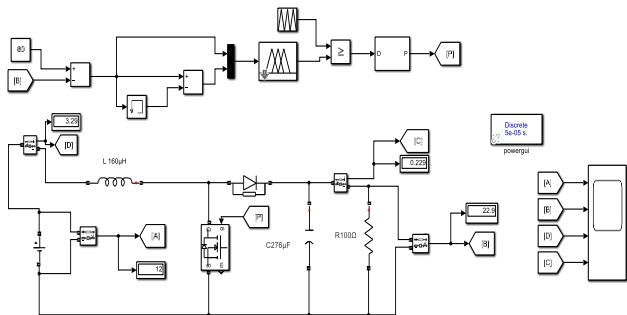 80
[B]
+
−
+
−
≥
D
P
[P]
3.29
[D]
L 160μH
[C]
0.229
Discrete
5e-05 s.
powergui
[P]
[A]
12
C276μF
R100Ω
22.9
[B]
[A]
[B]
[D]
[C]